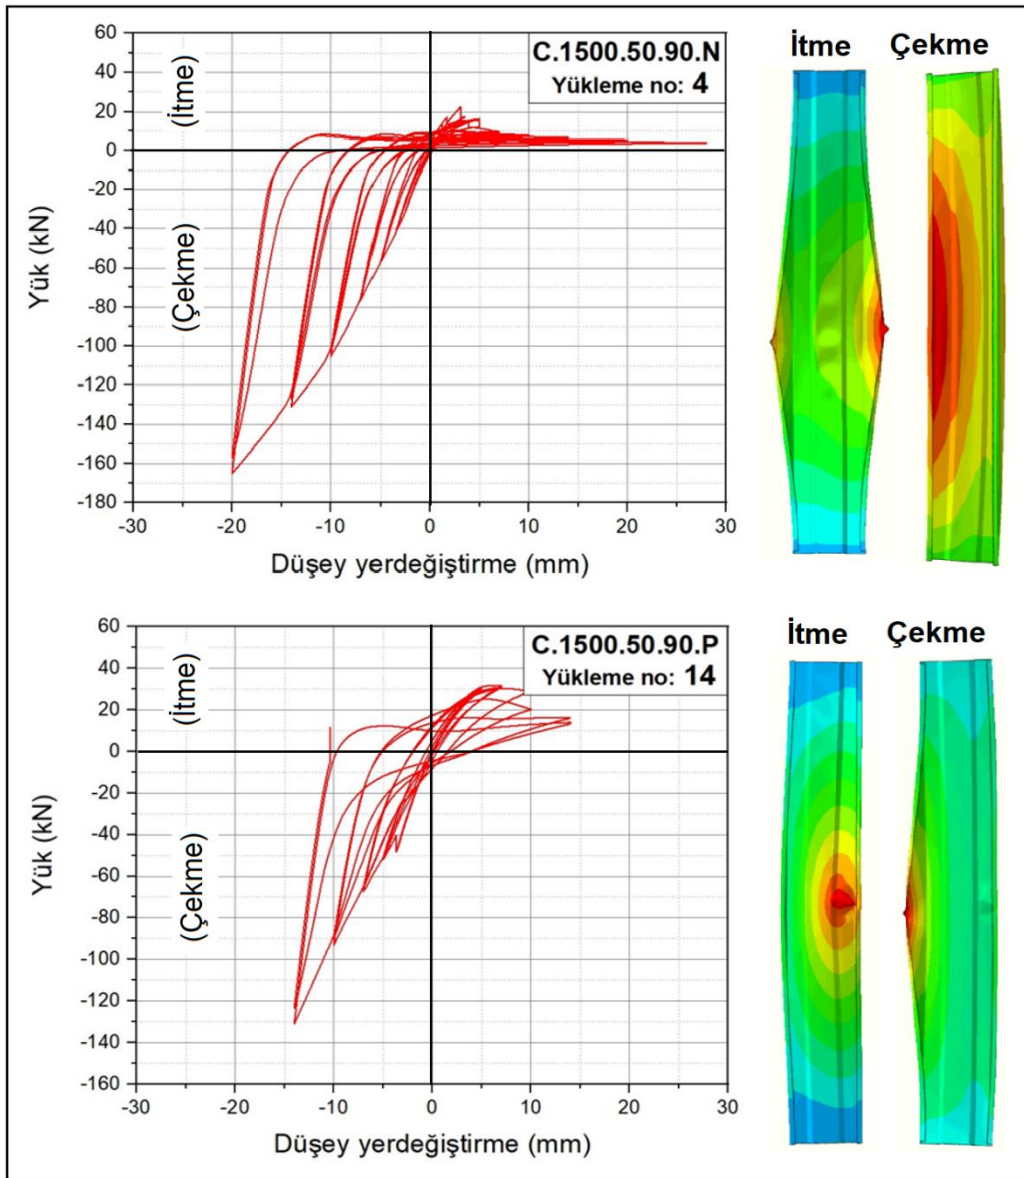 C.1500.50.90.N
Yükleme no: 4
İtme Çekme
60
40
20
0
-20
-40
-60
-80
-100
-120
-140
-160
-180
Yük (kN)
(İtme)
(Çekme)
-30 -20 -10 0 10 20 30
Düşey yerdeğiştirme (mm)
C.1500.50.90.P
Yükleme no: 14
İtme Çekme
60
40
20
0
-20
-40
-60
-80
-100
-120
-140
-160
Yük (kN)
(İtme)
(Çekme)
-30 -20 -10 0 10 20 30
Düşey yerdeğiştirme (mm)